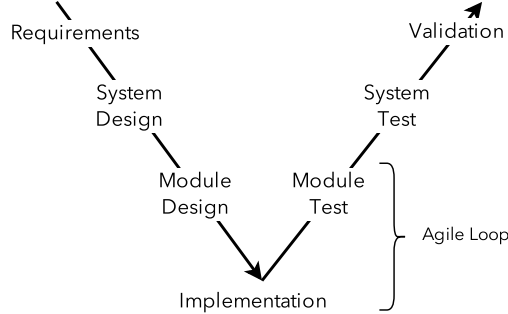 Requirements
Validation
System
Design
System
Test
Module
Design
Module
Test
Agile Loop
Implementation